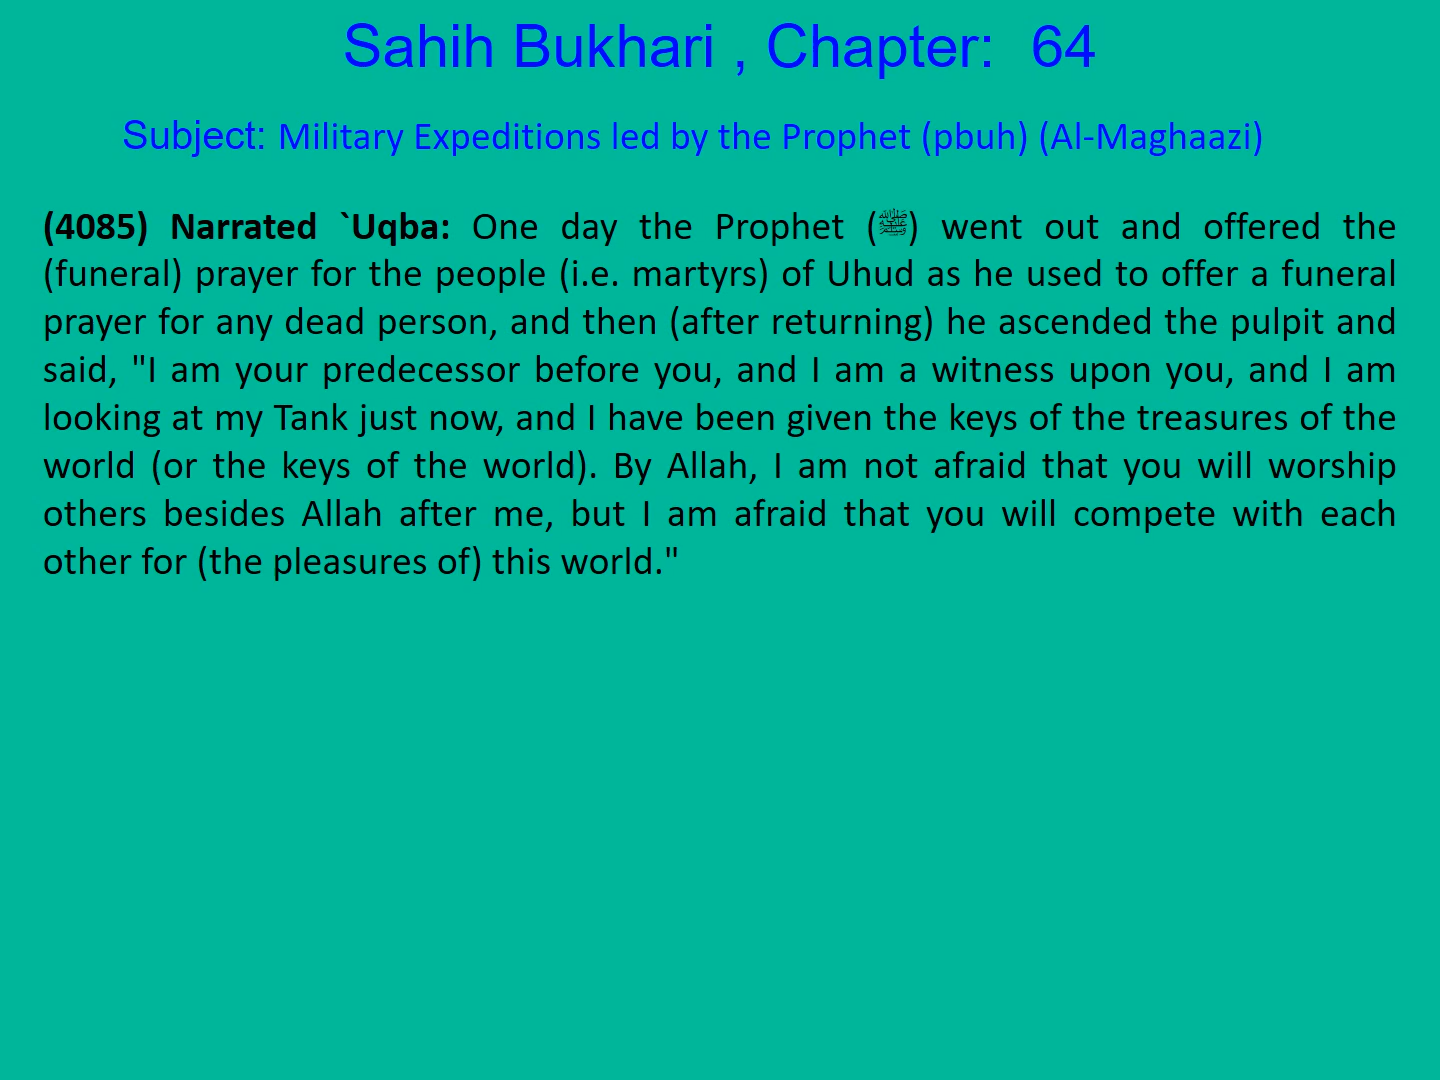 Sahih Bukhari , Chapter: 64
Subject: Military Expeditions led by the Prophet (pbuh) (Al-Maghaazi)
(4085) Narrated `Uqba: One day the Prophet (ﷺ) went out and offered the
(funeral) prayer for the people (i.e. martyrs) of Uhud as he used to offer a funeral
prayer for any dead person, and then (after returning) he ascended the pulpit and
said, "I am your predecessor before you, and I am a witness upon you, and I am
looking at my Tank just now, and I have been given the keys of the treasures of the
world (or the keys of the world). By Allah, I am not afraid that you will worship
others besides Allah after me, but I am afraid that you will compete with each
other for (the pleasures of) this world."